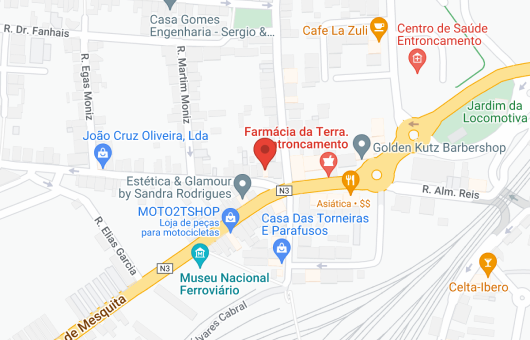 Casa Gomes
Engenharia - Sergio &...
R. Dr. Fanhais
Cafe La Zuli
Centro de Saúde
Entroncamento
R. Egas Moniz
R. Martim Moniz
Jardim da
Locomotiva
João Cruz Oliveira, Lda
Farmácia da Terra.
Entroncamento
Golden Kutz Barbershop
Estética & Glamour
by Sandra Rodrigues
N3
Asiática • $$
R. Alm. Reis
MOTO2TSHOP
Loja de peças
para motocicletas
Casa Das Torneiras
E Parafusos
R. Elias Garcia
Museu Nacional
Ferroviário
N3
Celta-Ibero
de Mesquita
Álvares Cabral